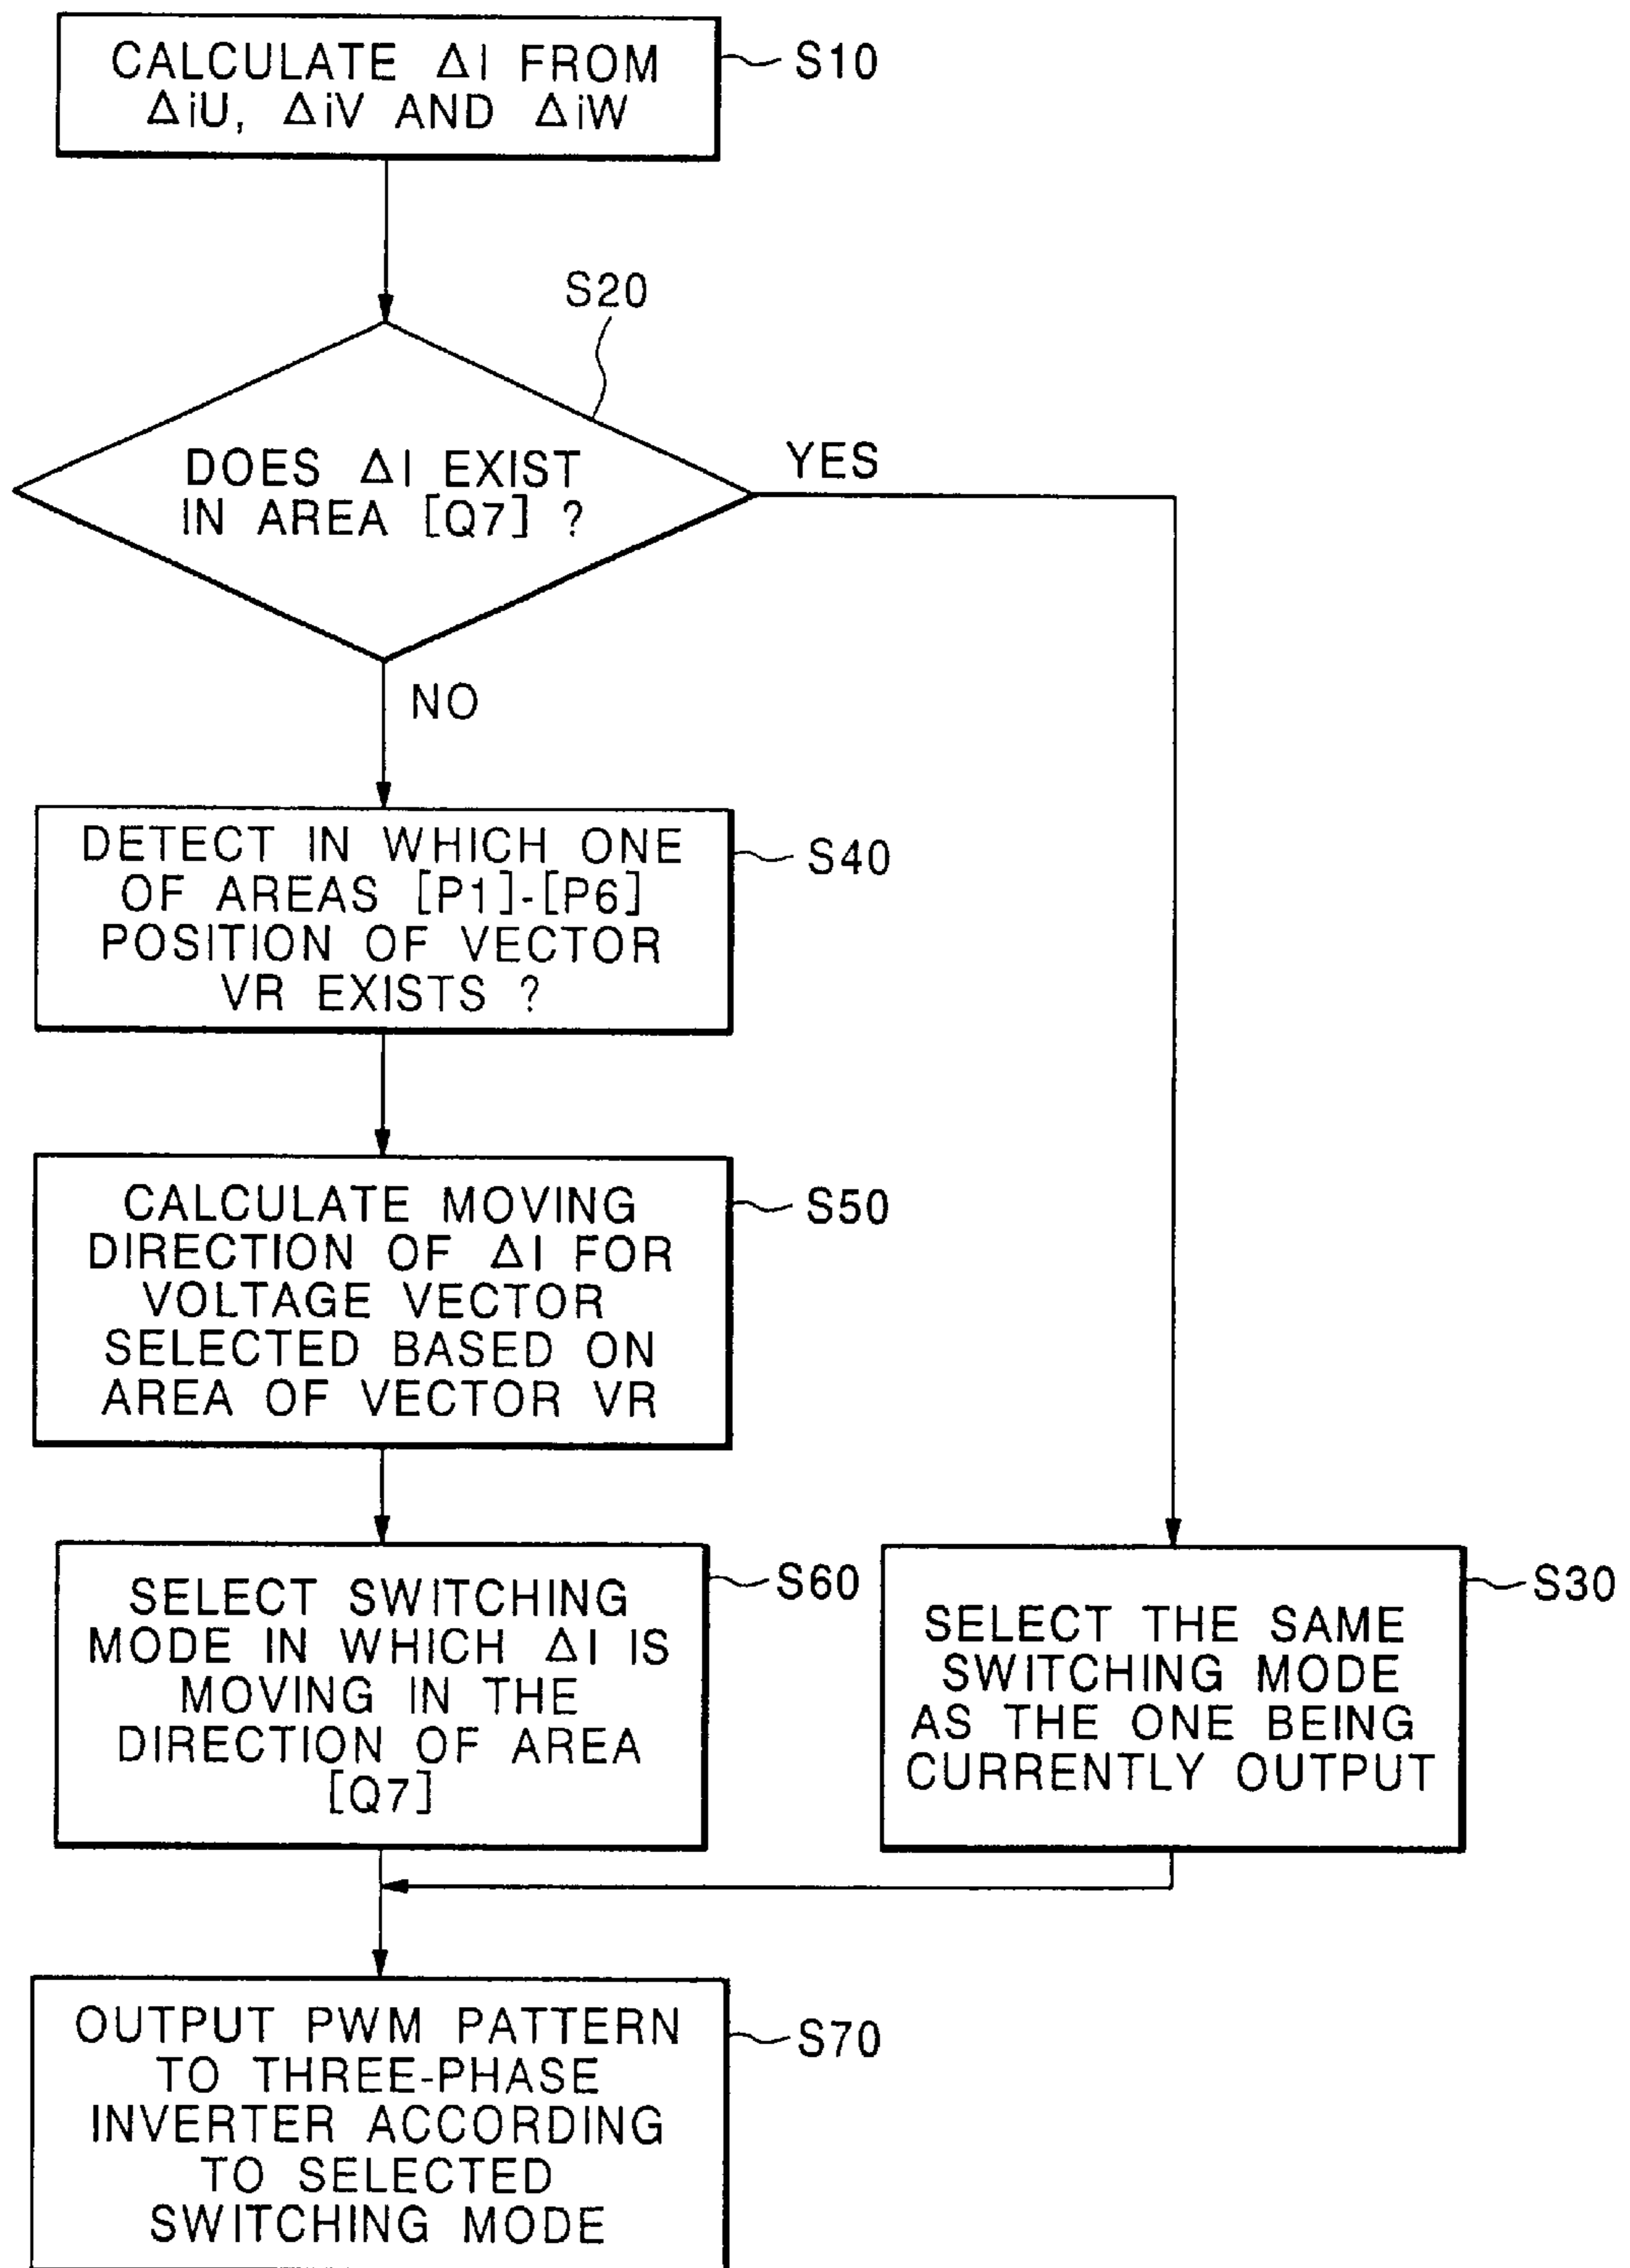 CALCULATE ΔI FROM
ΔiU, ΔiV AND ΔiW
S10
S20
DOES ΔI EXIST
IN AREA [Q7] ?
YES
NO
DETECT IN WHICH ONE
OF AREAS [P1]-[P6]
POSITION OF VECTOR
VR EXISTS ?
S40
CALCULATE MOVING
DIRECTION OF ΔI FOR
VOLTAGE VECTOR
SELECTED BASED ON
AREA OF VECTOR VR
S50
SELECT SWITCHING
MODE IN WHICH ΔI IS
MOVING IN THE
DIRECTION OF AREA
[Q7]
S60
SELECT THE SAME
SWITCHING MODE
AS THE ONE BEING
CURRENTLY OUTPUT
S30
OUTPUT PWM PATTERN
TO THREE-PHASE
INVERTER ACCORDING
TO SELECTED
SWITCHING MODE
S70